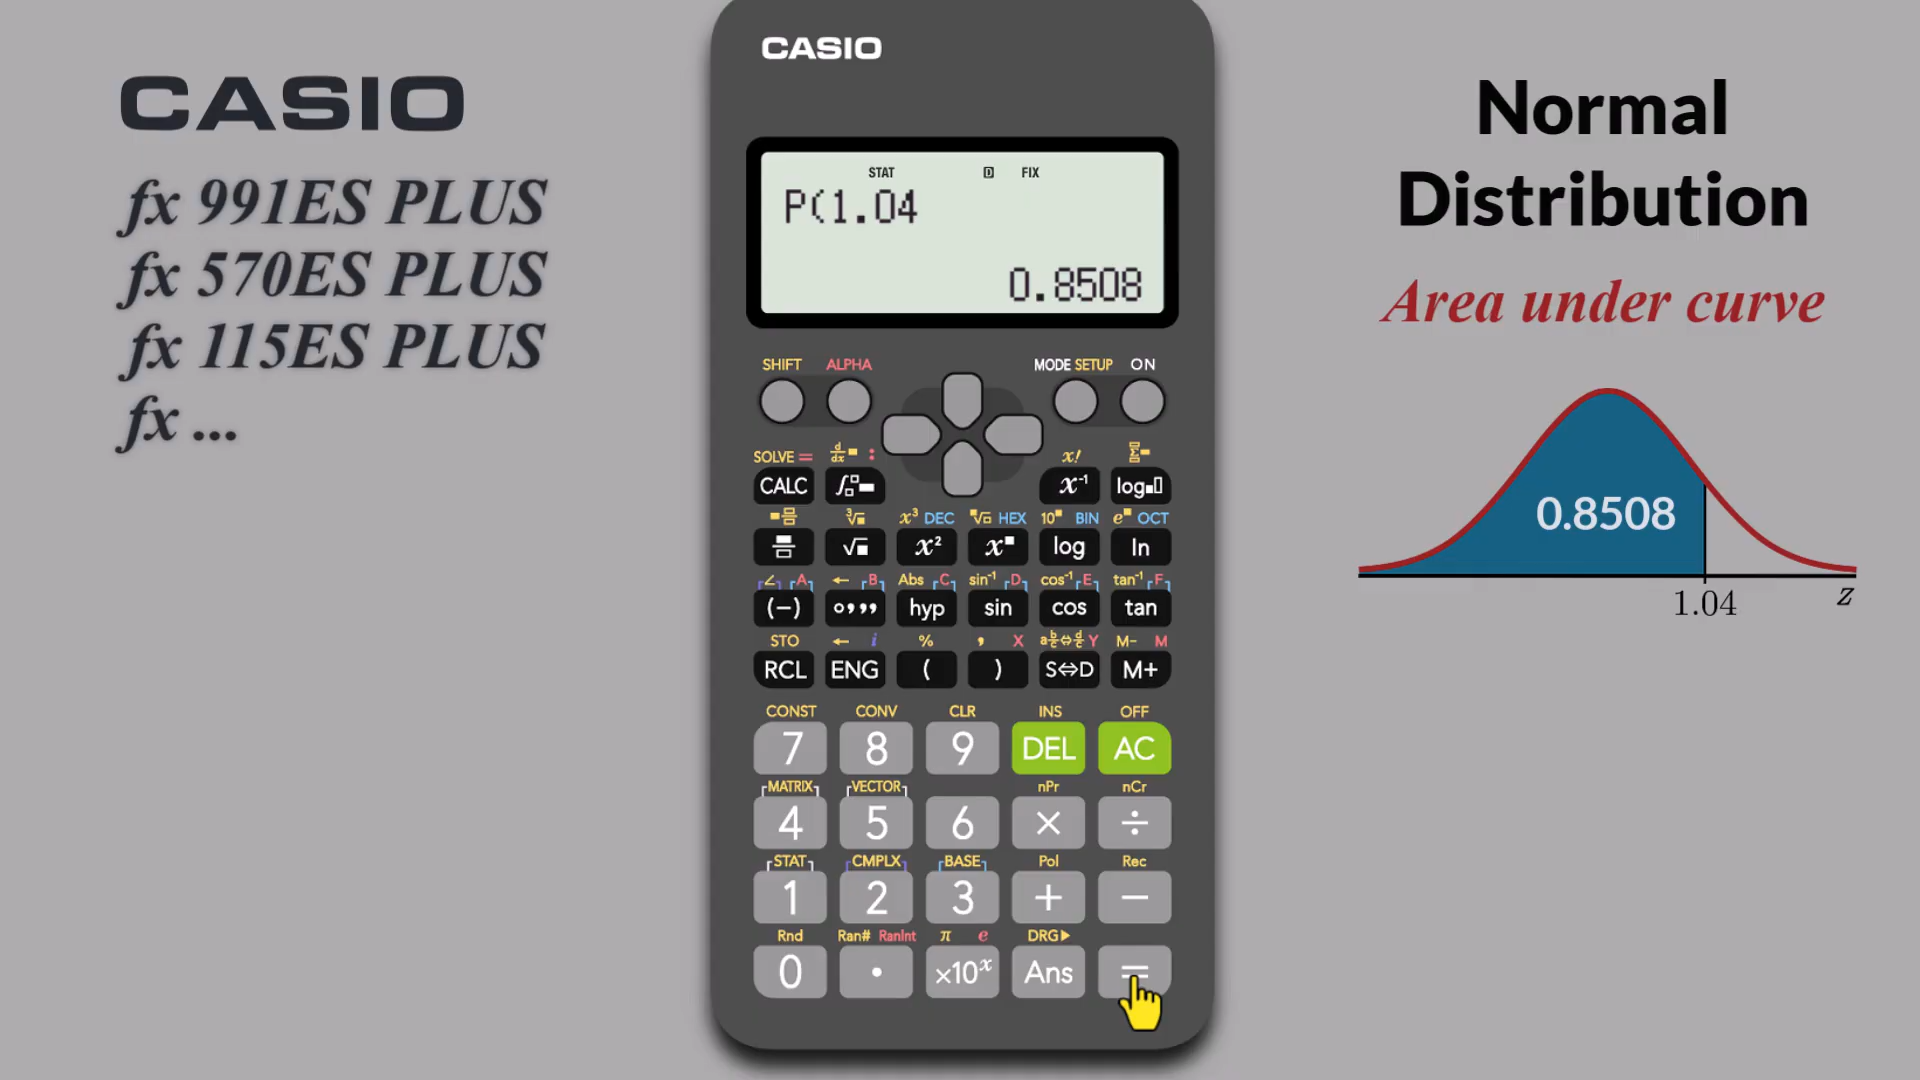 CASIO
fx 991ES PLUS
fx 570ES PLUS
fx 115ES PLUS
fx ...
CASIO
STAT D FIX
P(1.04
0.8508
SHIFT ALPHA MODE SETUP ON
SOLVE = d/dx■ : x! Σ■
CALC ∫■ x⁻¹ log■▯
■ ∛■ x³ DEC ■√▫ HEX 10■ BIN e■ OCT
√■ x² x■ log ln
∠ A ← B Abs C sin⁻¹ D cos⁻¹ E tan⁻¹ F
(−) °’’’ hyp sin cos tan
STO ← i % , X a b/c⇔d/c Y M− M
RCL ENG ( ) S⇔D M+
CONST CONV CLR INS OFF
7 8 9 DEL AC
MATRIX VECTOR nPr nCr
4 5 6 × ÷
STAT CMPLX BASE Pol Rec
1 2 3 + −
Rnd Ran# RanInt π e DRG▶
0 . ×10ˣ Ans =
Normal
Distribution
Area under curve
0.8508
1.04 z